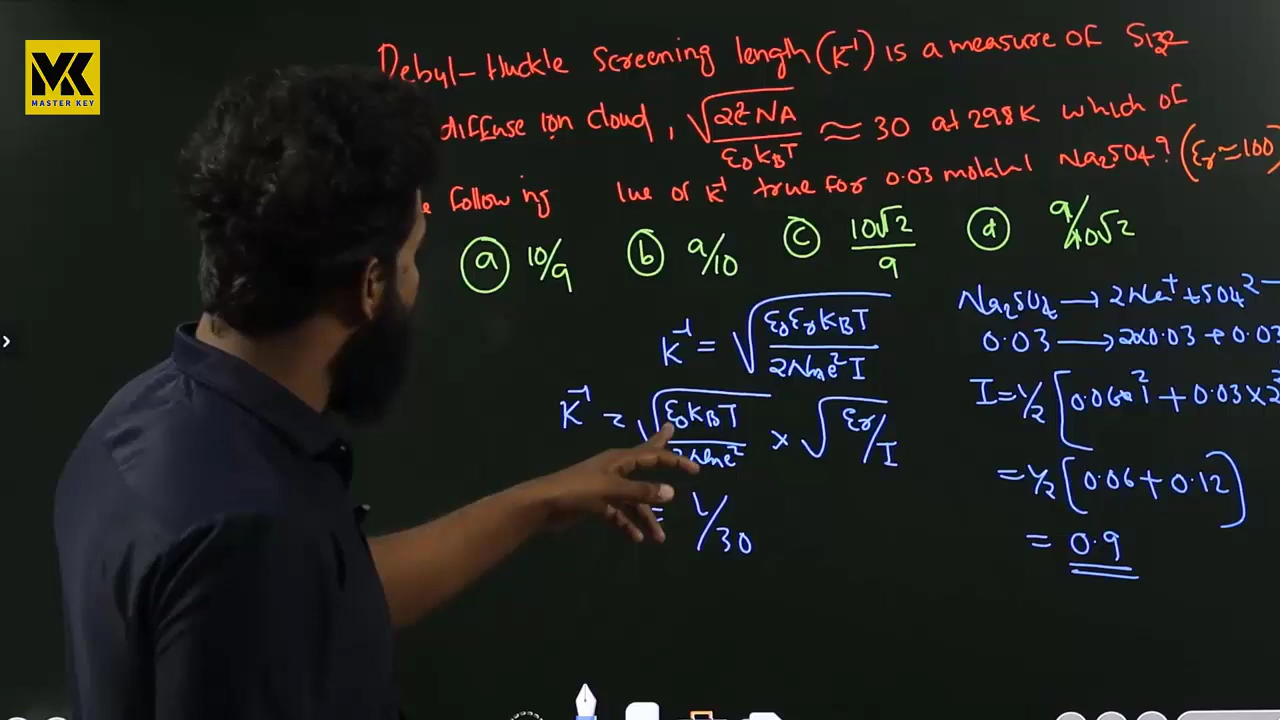 MK
MASTER KEY
Debyl-Huckle Screening length (K⁻¹) is a measure of Size
diffuse ion cloud, √(2e²NA / ε₀kBT) ≈ 30 at 298K which of
following lue of K⁻¹ true for 0.03 molal Na₂SO₄? (εr≈100)
ⓐ 10/9 ⓑ 9/10 ⓒ 10√2/9 ⓓ 9/10√2
Na₂SO₄ → 2Na⁺ + SO₄²⁻
K⁻¹ = √(ε₀εrkBT / 2NAe²I)
0.03 → 2×0.03 + 0.03
I = 1/2 [0.06×1² + 0.03×2²
K⁻¹ = √(ε₀kBT / 2NAe²) × √(εr/I)
= 1/2 [0.06 + 0.12]
= 1/30
= 0.9